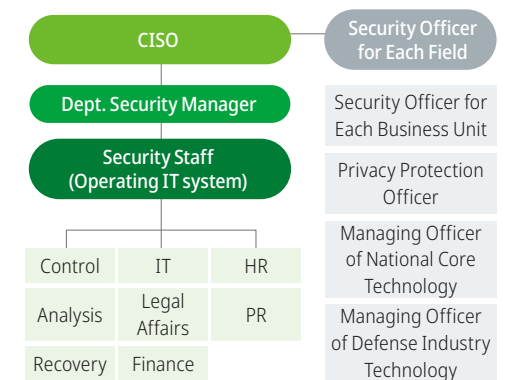 CISO
Security Officer
for Each Field
Dept. Security Manager
Security Staff
(Operating IT system)
Security Officer for
Each Business Unit
Privacy Protection
Officer
Managing Officer
of National Core
Technology
Managing Officer
of Defense Industry
Technology
Control
IT
HR
Analysis
Legal
Affairs
PR
Recovery
Finance